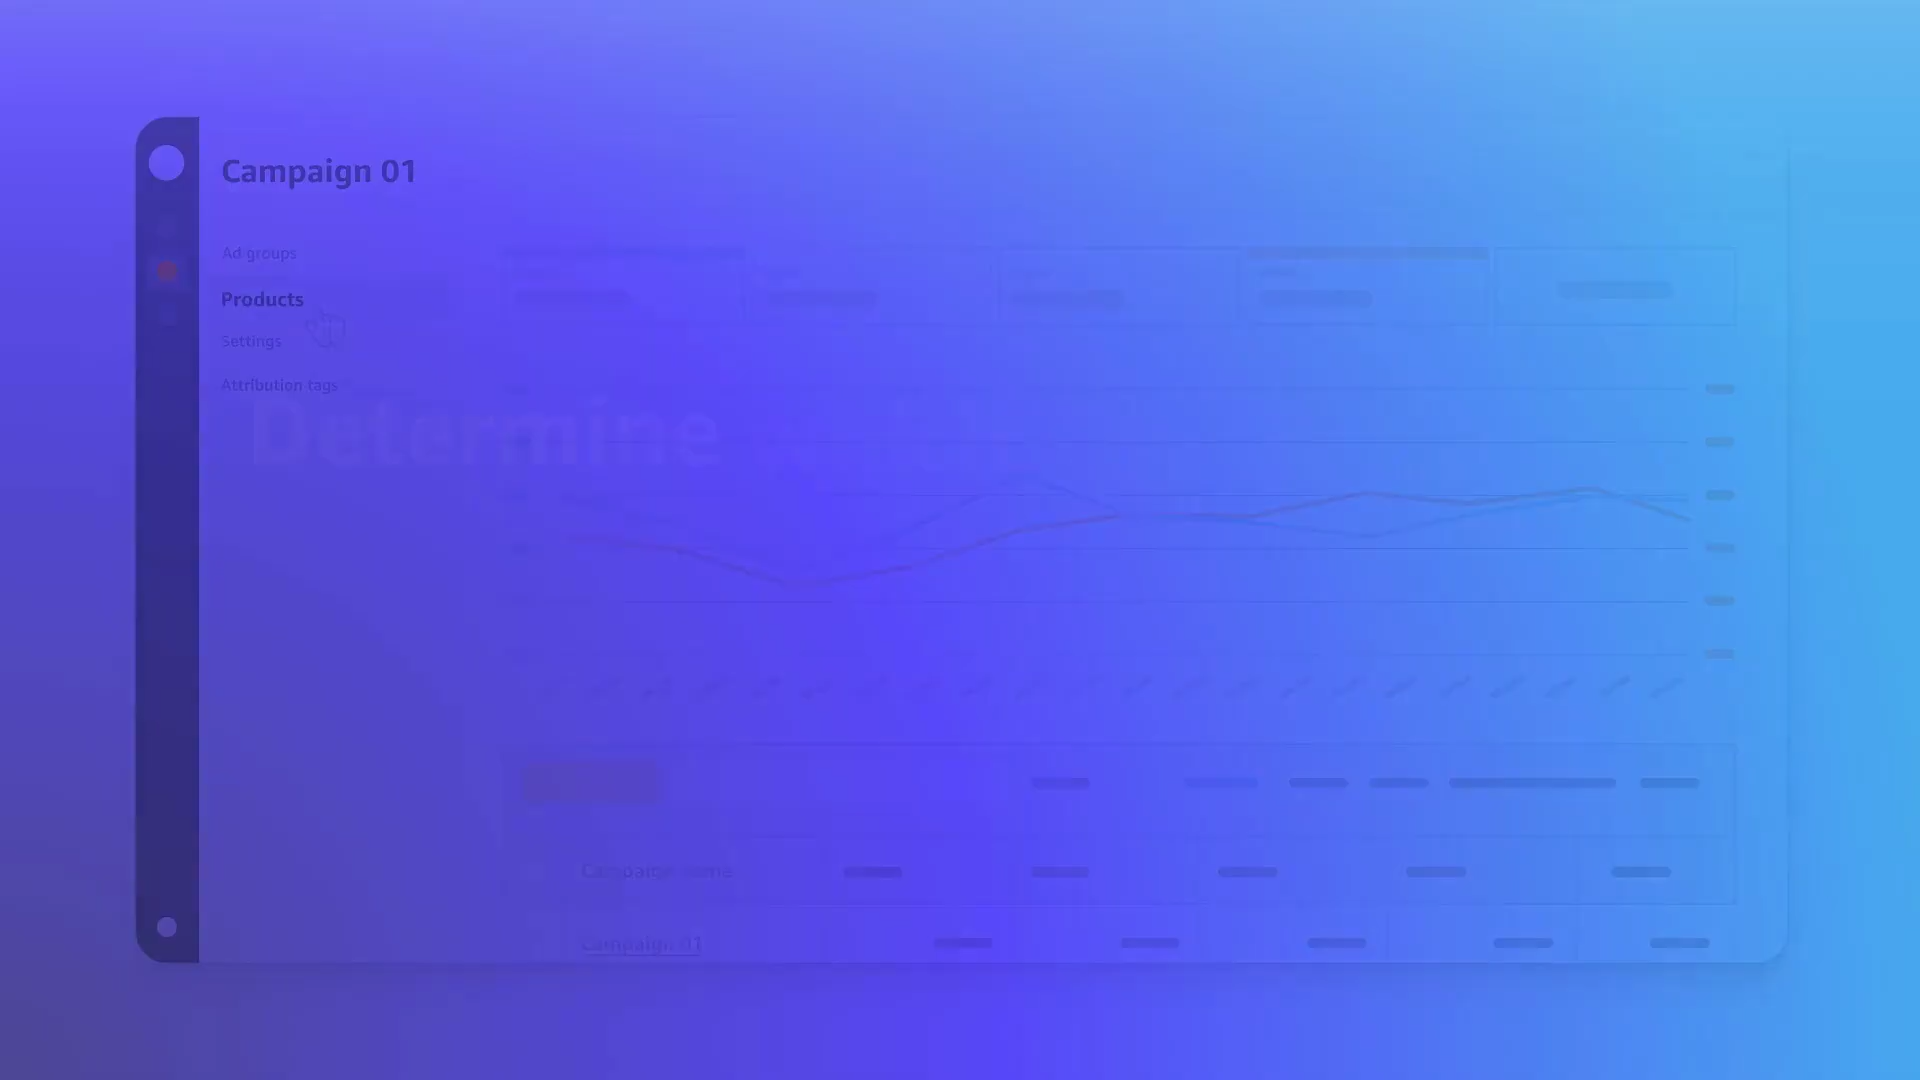 Campaign 01
Ad groups
Products
Settings
Attribution tags
Determine
Campaign name
Campaign 01